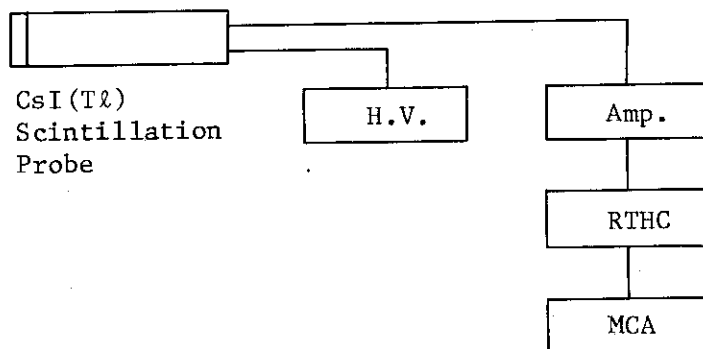 CsI(Tℓ)
Scintillation
Probe
H.V.
Amp.
RTHC
MCA